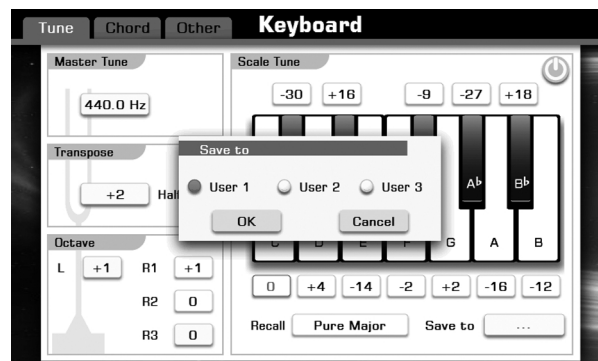 Tune Chord Other Keyboard
Master Tune
440.0 Hz
Transpose
+2
Octave
L +1 R1 +1
R2 0
R3 0
Scale Tune
-30 +16 -9 -27 +18
A♭ B♭
C D E F G A B
0 +4 -14 -2 +2 -16 -12
Recall Pure Major Save to ...
Save to
User 1 User 2 User 3
OK Cancel